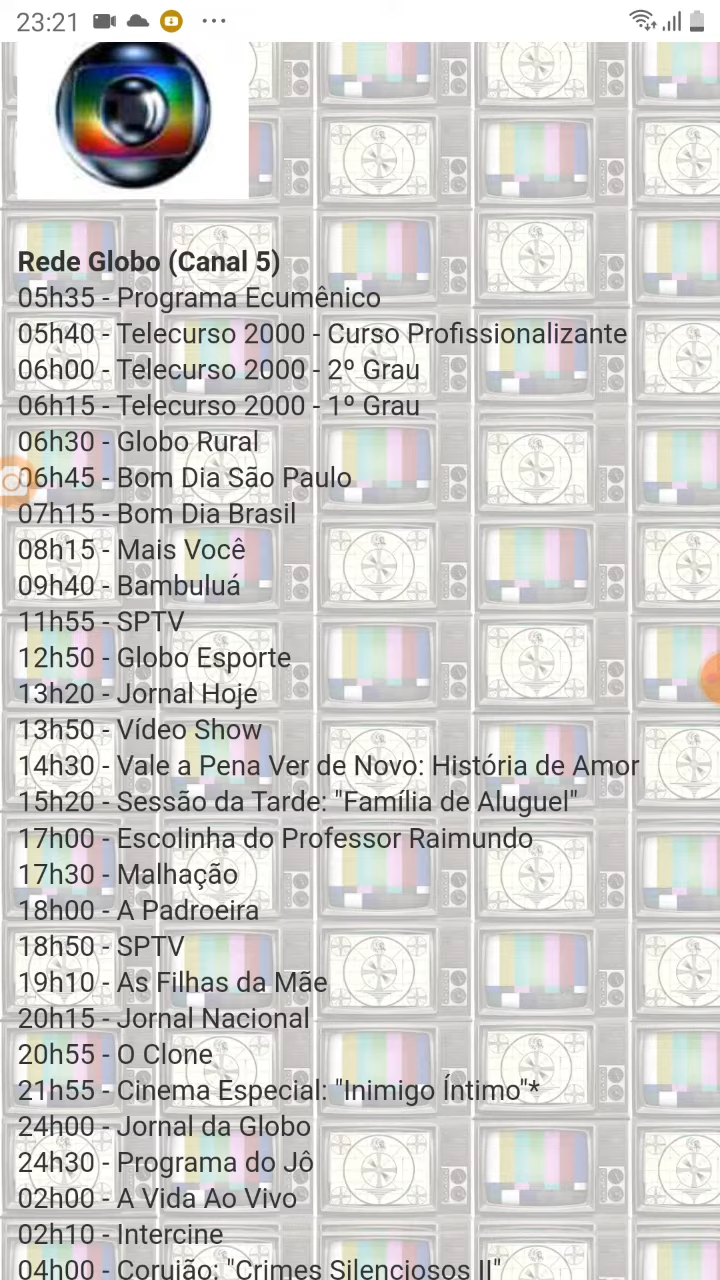 23:21
Rede Globo (Canal 5)
05h35 - Programa Ecumênico
05h40 - Telecurso 2000 - Curso Profissionalizante
06h00 - Telecurso 2000 - 2º Grau
06h15 - Telecurso 2000 - 1º Grau
06h30 - Globo Rural
06h45 - Bom Dia São Paulo
07h15 - Bom Dia Brasil
08h15 - Mais Você
09h40 - Bambuluá
11h55 - SPTV
12h50 - Globo Esporte
13h20 - Jornal Hoje
13h50 - Vídeo Show
14h30 - Vale a Pena Ver de Novo: História de Amor
15h20 - Sessão da Tarde: "Família de Aluguel"
17h00 - Escolinha do Professor Raimundo
17h30 - Malhação
18h00 - A Padroeira
18h50 - SPTV
19h10 - As Filhas da Mãe
20h15 - Jornal Nacional
20h55 - O Clone
21h55 - Cinema Especial: "Inimigo Íntimo"*
24h00 - Jornal da Globo
24h30 - Programa do Jô
02h00 - A Vida Ao Vivo
02h10 - Intercine
04h00 - Corujão: "Crimes Silenciosos II"